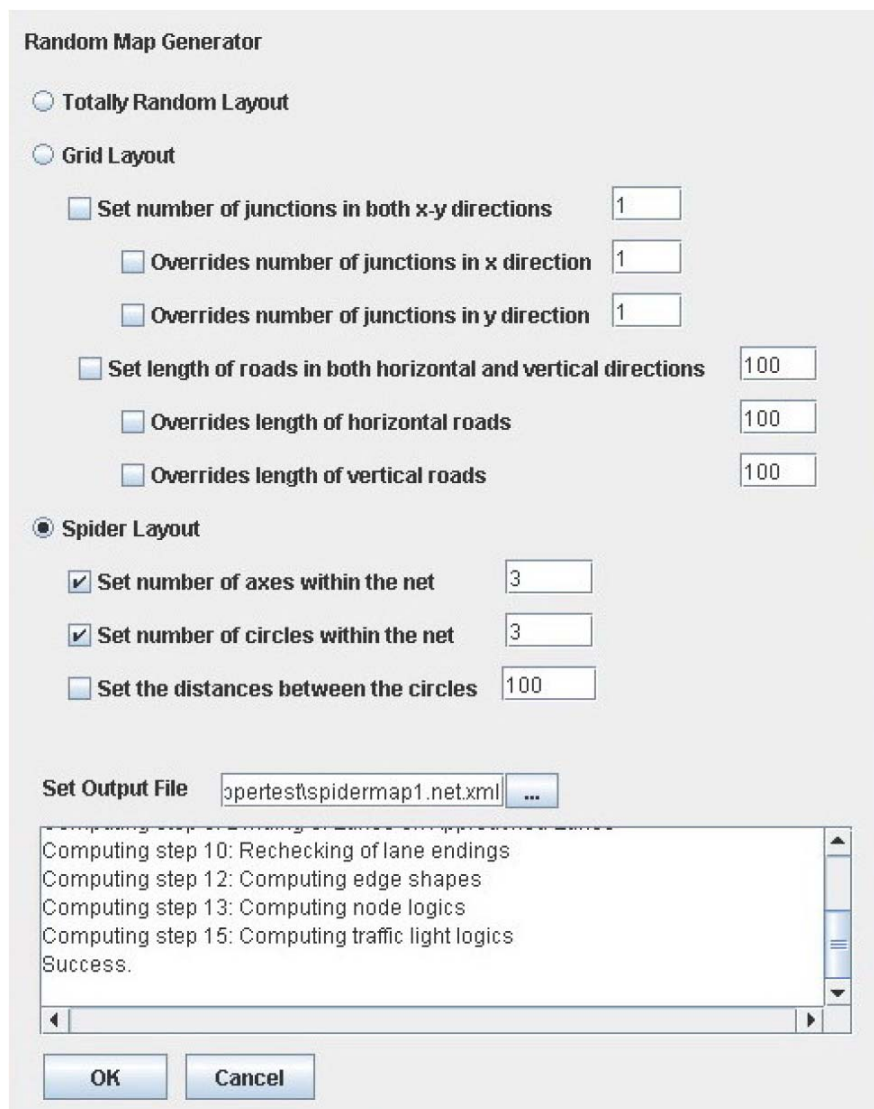 Random Map Generator
Totally Random Layout
Grid Layout
Set number of junctions in both x-y directions 1
Overrides number of junctions in x direction 1
Overrides number of junctions in y direction 1
Set length of roads in both horizontal and vertical directions 100
Overrides length of horizontal roads 100
Overrides length of vertical roads 100
Spider Layout
Set number of axes within the net 3
Set number of circles within the net 3
Set the distances between the circles 100
Set Output File opertest\spidermap1.net.xml ...
Computing step
Computing step 10: Rechecking of lane endings
Computing step 12: Computing edge shapes
Computing step 13: Computing node logics
Computing step 15: Computing traffic light logics
Success.
OK Cancel